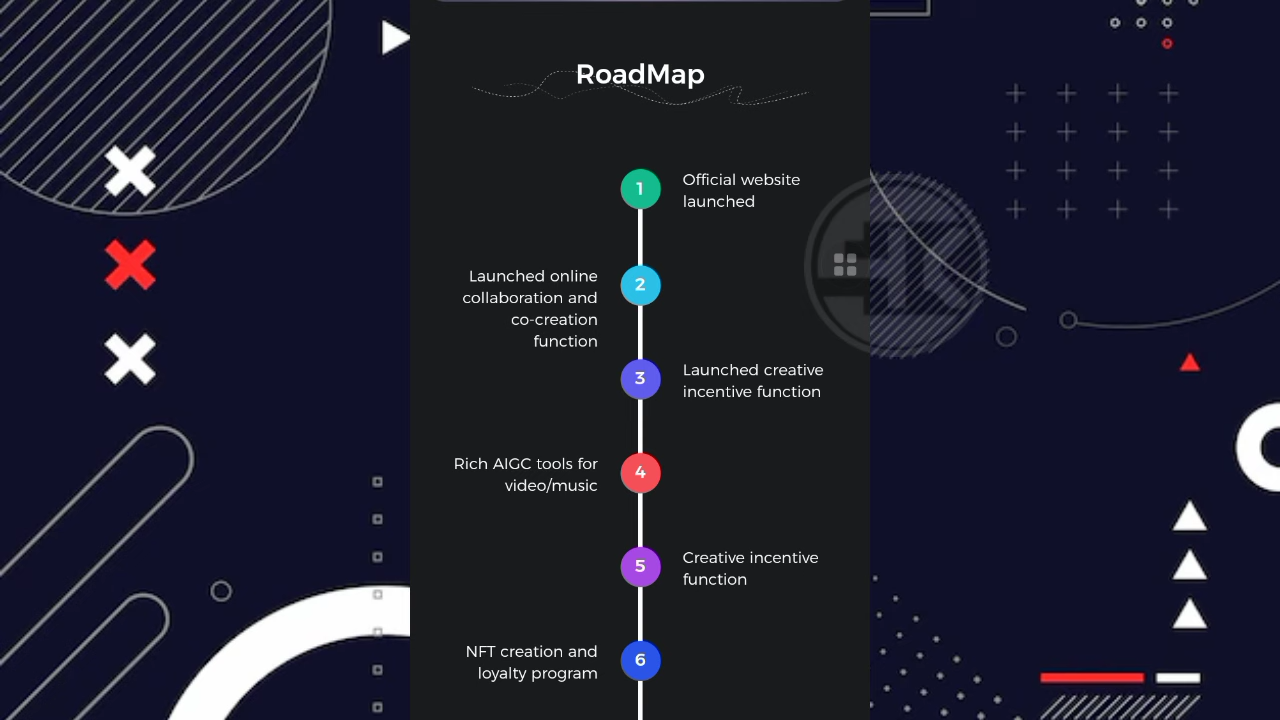 RoadMap
1
Official website
launched
Launched online
collaboration and
co-creation
function
2
3
Launched creative
incentive function
Rich AIGC tools for
video/music
4
5
Creative incentive
function
NFT creation and
loyalty program
6